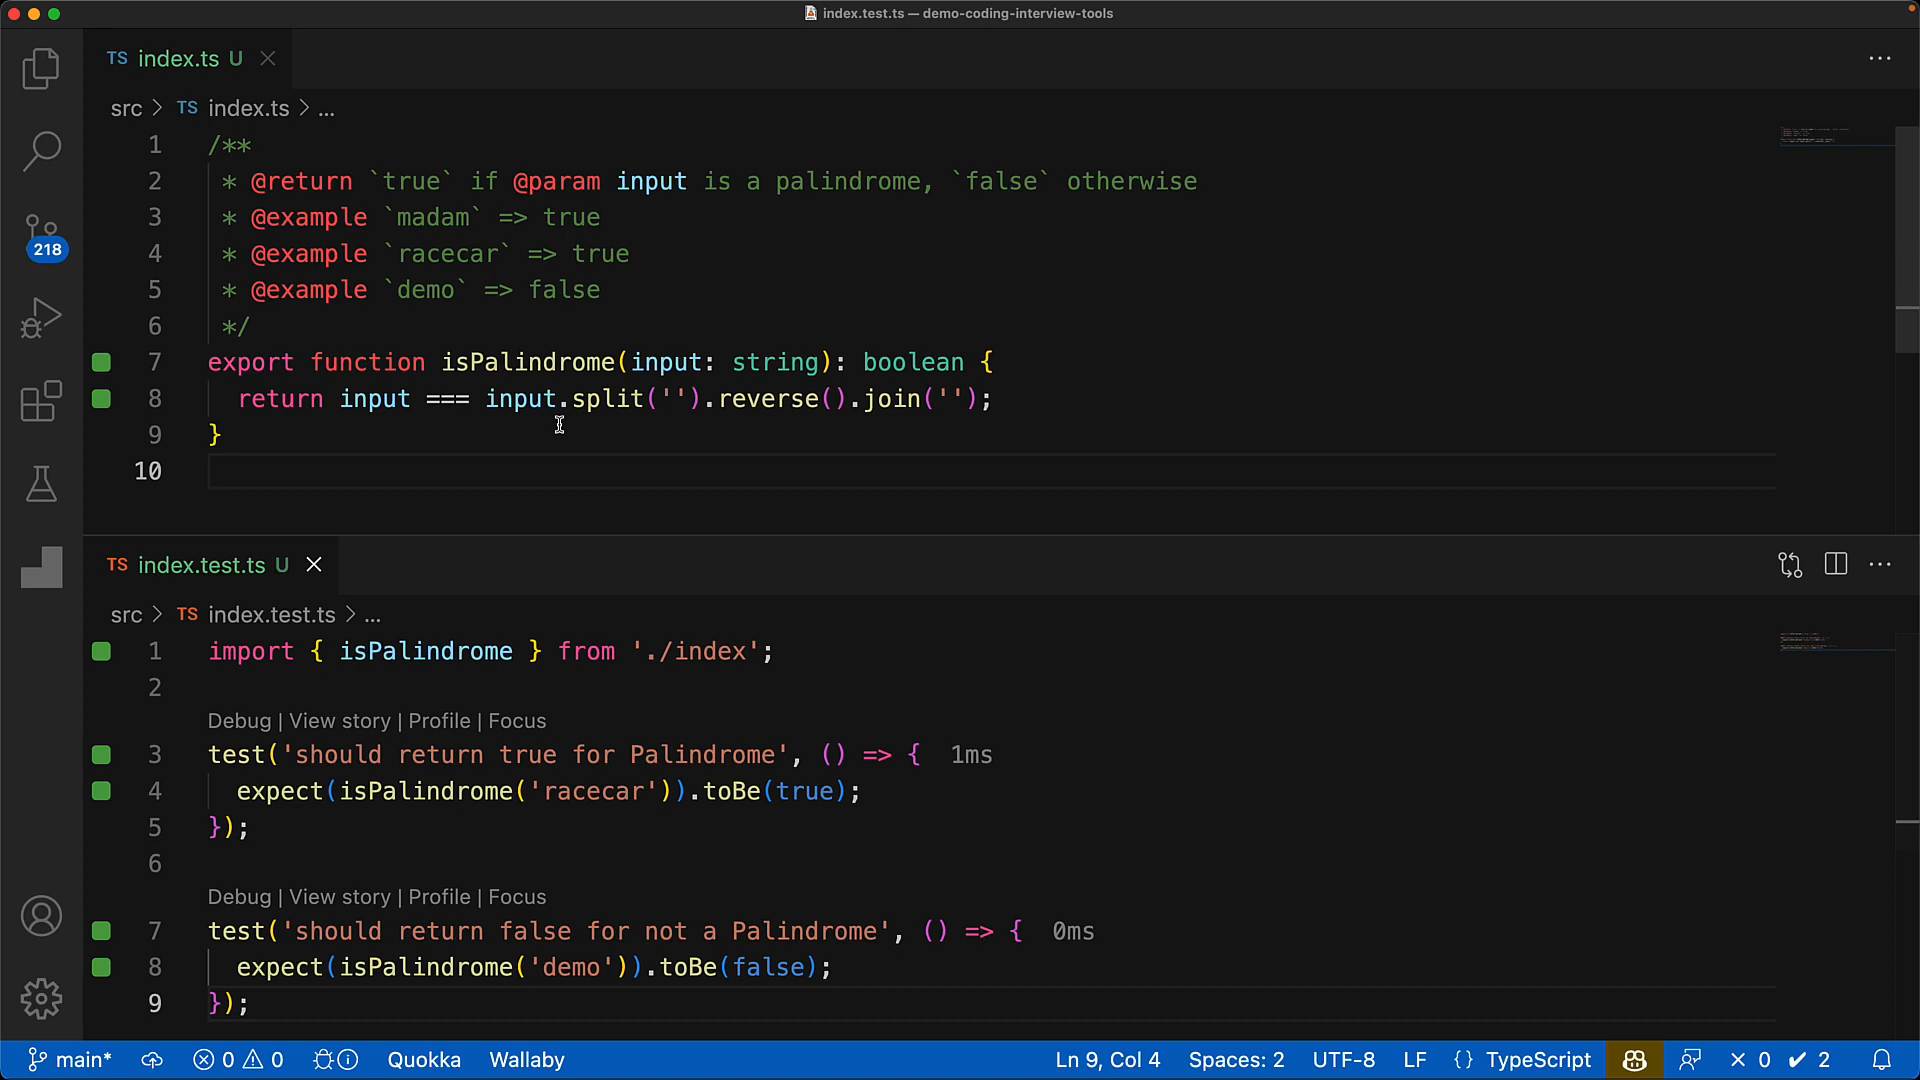 index.test.ts — demo-coding-interview-tools
TS index.ts U
src > TS index.ts > ...
1 /**
2 * @return `true` if @param input is a palindrome, `false` otherwise
3 * @example `madam` => true
4 * @example `racecar` => true
5 * @example `demo` => false
6 */
7 export function isPalindrome(input: string): boolean {
8 return input === input.split('').reverse().join('');
9 }
10
218
TS index.test.ts U
src > TS index.test.ts > ...
1 import { isPalindrome } from './index';
2
Debug | View story | Profile | Focus
3 test('should return true for Palindrome', () => { 1ms
4 expect(isPalindrome('racecar')).toBe(true);
5 });
6
Debug | View story | Profile | Focus
7 test('should return false for not a Palindrome', () => { 0ms
8 expect(isPalindrome('demo')).toBe(false);
9 });
main* 0 0 Quokka Wallaby Ln 9, Col 4 Spaces: 2 UTF-8 LF {} TypeScript × 0 ✔ 2